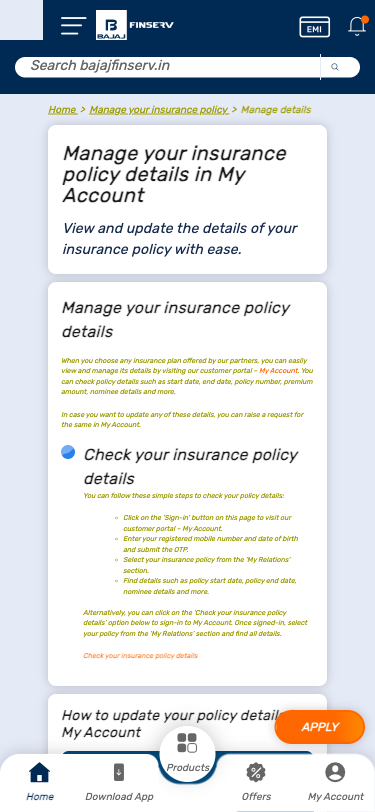 BAJAJ
FINSERV
EMI
Search bajajfinserv.in
Home > Manage your insurance policy > Manage details
Manage your insurance
policy details in My
Account
View and update the details of your
insurance policy with ease.
Manage your insurance policy
details
When you choose any insurance plan offered by our partners, you can easily
view and manage its details by visiting our customer portal – My Account. You
can check policy details such as start date, end date, policy number, premium
amount, nominee details and more.
In case you want to update any of these details, you can raise a request for
the same in My Account.
Check your insurance policy
details
You can follow these simple steps to check your policy details:
Click on the 'Sign-in' button on this page to visit our
customer portal – My Account.
Enter your registered mobile number and date of birth
and submit the OTP.
Select your insurance policy from the 'My Relations'
section.
Find details such as policy start date, policy end date,
nominee details and more.
Alternatively, you can click on the 'Check your insurance policy
details' option below to sign-in to My Account. Once signed-in, select
your policy from the 'My Relations' section and find all details.
Check your insurance policy details
How to update your policy detail
My Account
APPLY
Home
Download App
Products
Offers
My Account